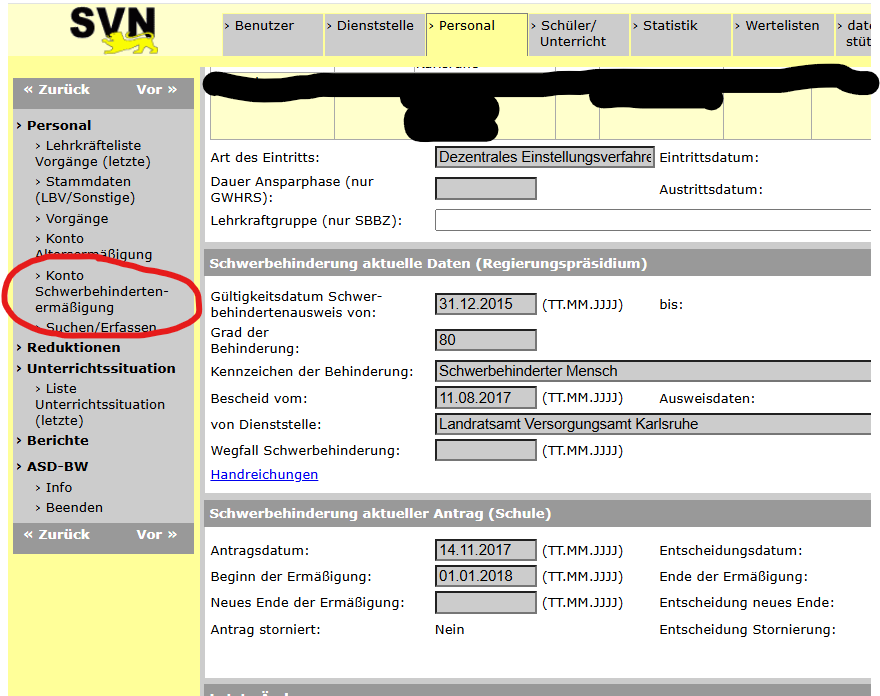 SVN
› Benutzer
› Dienststelle
› Personal
› Schüler/
Unterricht
› Statistik
› Wertelisten
« Zurück Vor »
› Personal
› Lehrkräfteliste
Vorgänge (letzte)
› Stammdaten
(LBV/Sonstige)
› Vorgänge
› Konto
Altersermäßigung
› Konto
Schwerbehinderten-
ermäßigung
› Suchen/Erfassen
› Reduktionen
› Unterrichtssituation
› Liste
Unterrichtssituation
(letzte)
› Berichte
› ASD-BW
› Info
› Beenden
« Zurück Vor »
Art des Eintritts: Dezentrales Einstellungsverfahre Eintrittsdatum:
Dauer Ansparphase (nur
GWHRS): Austrittsdatum:
Lehrkraftgruppe (nur SBBZ):
Schwerbehinderung aktuelle Daten (Regierungspräsidium)
Gültigkeitsdatum Schwer-
behindertenausweis von: 31.12.2015 (TT.MM.JJJJ) bis:
Grad der
Behinderung: 80
Kennzeichen der Behinderung: Schwerbehinderter Mensch
Bescheid vom: 11.08.2017 (TT.MM.JJJJ) Ausweisdaten:
von Dienststelle: Landratsamt Versorgungsamt Karlsruhe
Wegfall Schwerbehinderung: (TT.MM.JJJJ)
Handreichungen
Schwerbehinderung aktueller Antrag (Schule)
Antragsdatum: 14.11.2017 (TT.MM.JJJJ) Entscheidungsdatum:
Beginn der Ermäßigung: 01.01.2018 (TT.MM.JJJJ) Ende der Ermäßigung:
Neues Ende der Ermäßigung: (TT.MM.JJJJ) Entscheidung neues Ende:
Antrag storniert: Nein Entscheidung Stornierung: